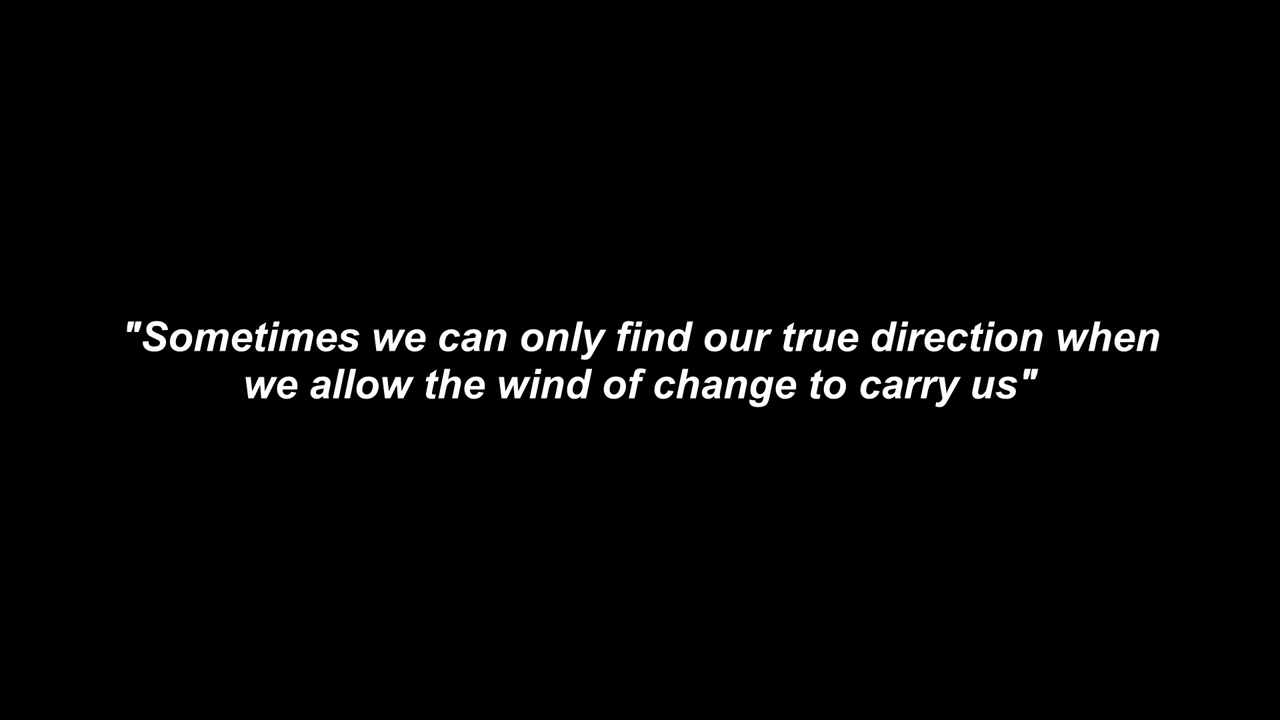 "Sometimes we can only find our true direction when
we allow the wind of change to carry us"